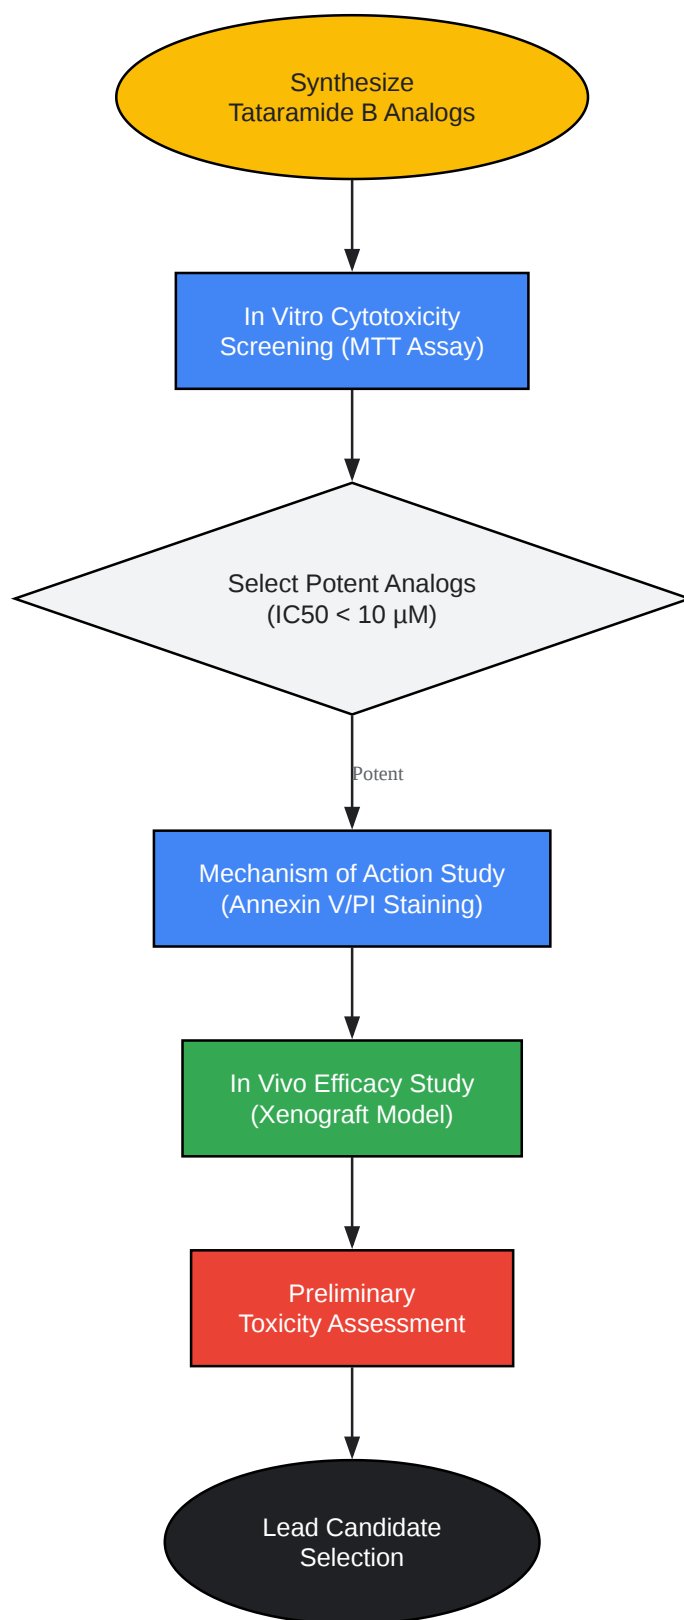 Synthesize
Tataramide B Analogs
In Vitro Cytotoxicity
Screening (MTT Assay)
Select Potent Analogs
(IC50 < 10 µM)
Potent
Mechanism of Action Study
(Annexin V/PI Staining)
In Vivo Efficacy Study
(Xenograft Model)
Preliminary
Toxicity Assessment
Lead Candidate
Selection